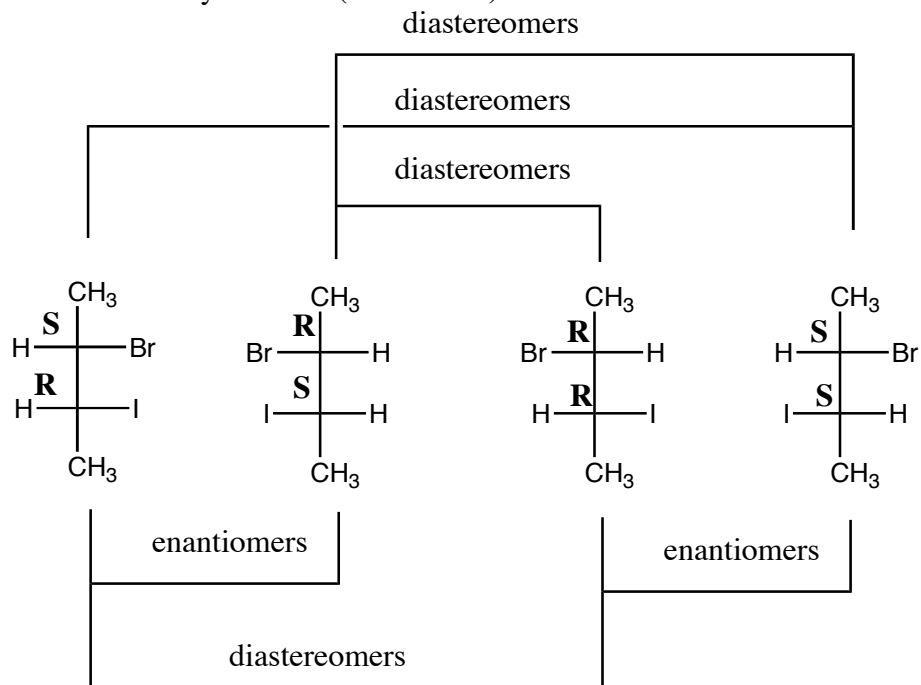 diastereomers
diastereomers
diastereomers
CH3 CH3 CH3 CH3
S R R S
H Br Br H Br H H Br
R S R S
H I I H H I I H
CH3 CH3 CH3 CH3
enantiomers enantiomers
diastereomers